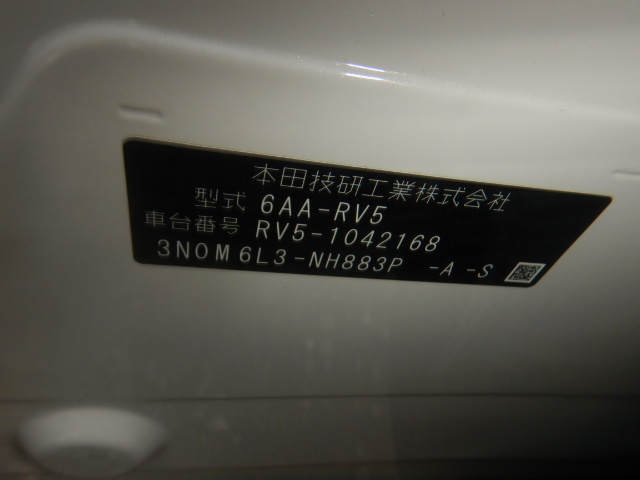 本田技研工業株式会社
型式 6AA-RV5
車台番号 RV5-1042168
3N0M6L3-NH883P -A -S